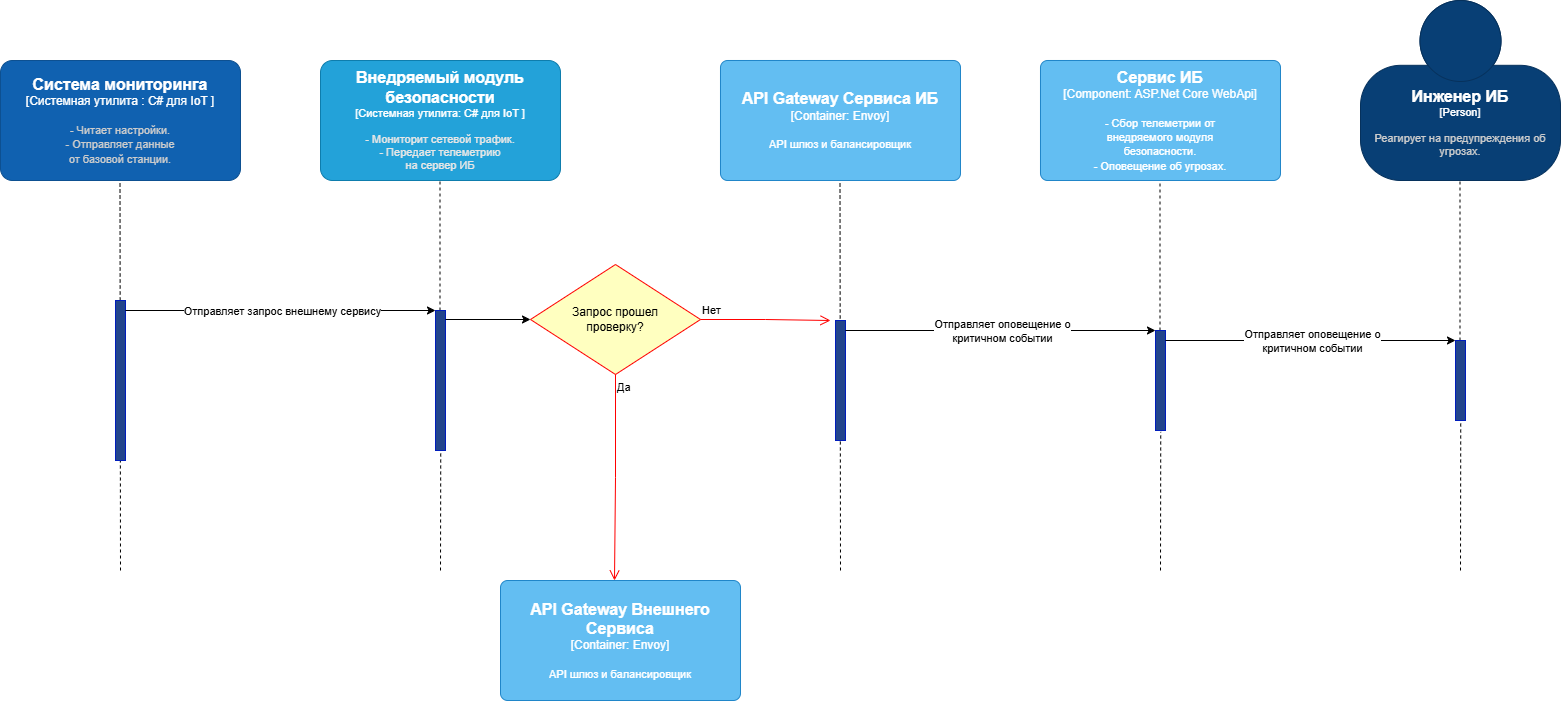 Система мониторинга
[Системная утилита : C# для IoT ]
- Читает настройки.
- Отправляет данные
от базовой станции.
Внедряемый модуль
безопасности
[Системная утилита: C# для IoT ]
- Мониторит сетевой трафик.
- Передает телеметрию
на сервер ИБ
API Gateway Сервиса ИБ
[Container: Envoy]
API шлюз и балансировщик
Сервис ИБ
[Component: ASP.Net Core WebApi]
- Сбор телеметрии от
внедряемого модуля
безопасности.
- Оповещение об угрозах.
Инженер ИБ
[Person]
Реагирует на предупреждения об
угрозах.
Отправляет запрос внешнему сервису
Запрос прошел
проверку?
Нет
Да
Отправляет оповещение о
критичном событии
Отправляет оповещение о
критичном событии
API Gateway Внешнего
Сервиса
[Container: Envoy]
API шлюз и балансировщик